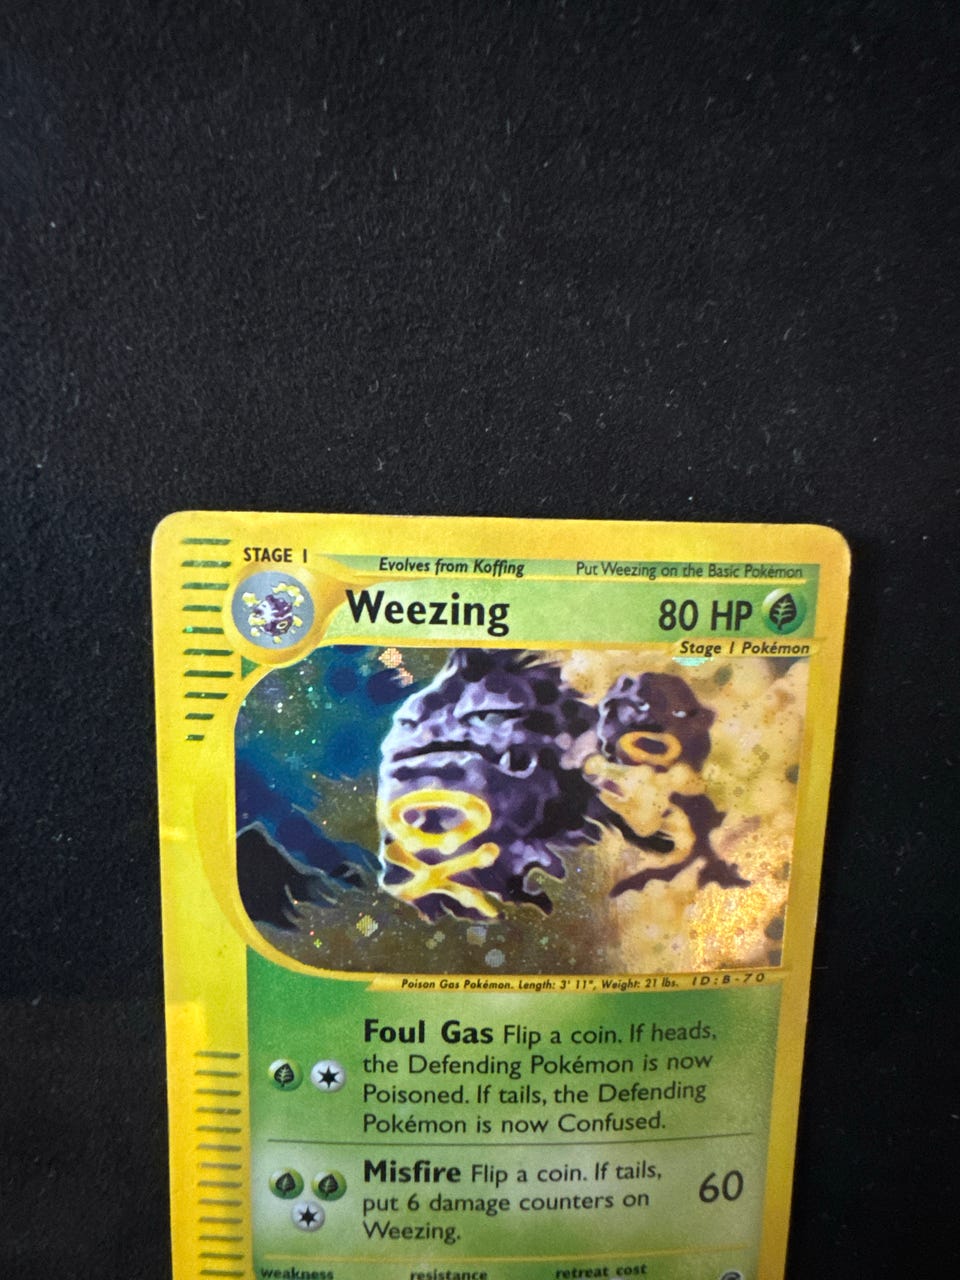 STAGE 1
Evolves from Koffing Put Weezing on the Basic Pokémon
Weezing 80 HP
Stage 1 Pokémon
Poison Gas Pokémon. Length: 3' 11", Weight: 21 lbs. ID:B-70
Foul Gas Flip a coin. If heads,
the Defending Pokémon is now
Poisoned. If tails, the Defending
Pokémon is now Confused.
Misfire Flip a coin. If tails, 60
put 6 damage counters on
Weezing.
weakness resistance retreat cost